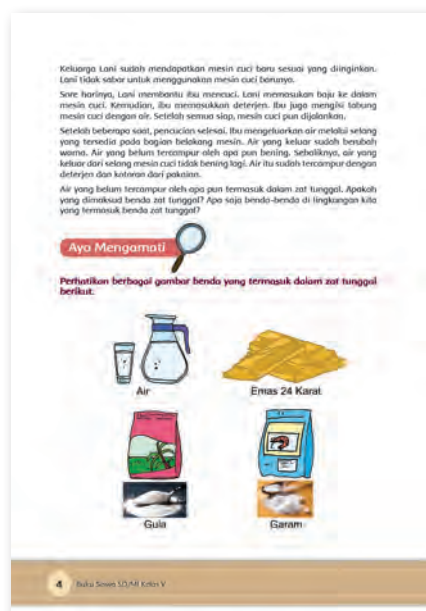 Keluarga Lani sudah mendapatkan mesin cuci baru sesuai yang diinginkan.
Lani tidak sabar untuk menggunakan mesin cuci barunya.
Sore harinya, Lani membantu ibu mencuci. Lani memasukan baju ke dalam
mesin cuci. Kemudian, ibu memasukkan deterjen. Ibu juga mengisi tabung
mesin cuci dengan air. Setelah semua siap, mesin cuci pun dijalankan.
Setelah beberapa saat, pencucian selesai. Ibu mengeluarkan air melalui selang
yang tersedia pada bagian belakang mesin. Air yang keluar sudah berubah
warna. Air yang belum tercampur oleh apa pun bening. Sebaliknya, air yang
keluar dari selang mesin cuci tidak bening lagi. Air itu sudah tercampur dengan
deterjen dan kotoran dari pakaian.
Air yang belum tercampur oleh apa pun termasuk dalam zat tunggal. Apakah
yang dimaksud benda zat tunggal? Apa saja benda-benda di lingkungan kita
yang termasuk benda zat tunggal?
Ayo Mengamati
Perhatikan berbagai gambar benda yang termasuk dalam zat tunggal
berikut.
Air
Emas 24 Karat
Gula
Garam
4 Buku Siswa SD/MI Kelas V